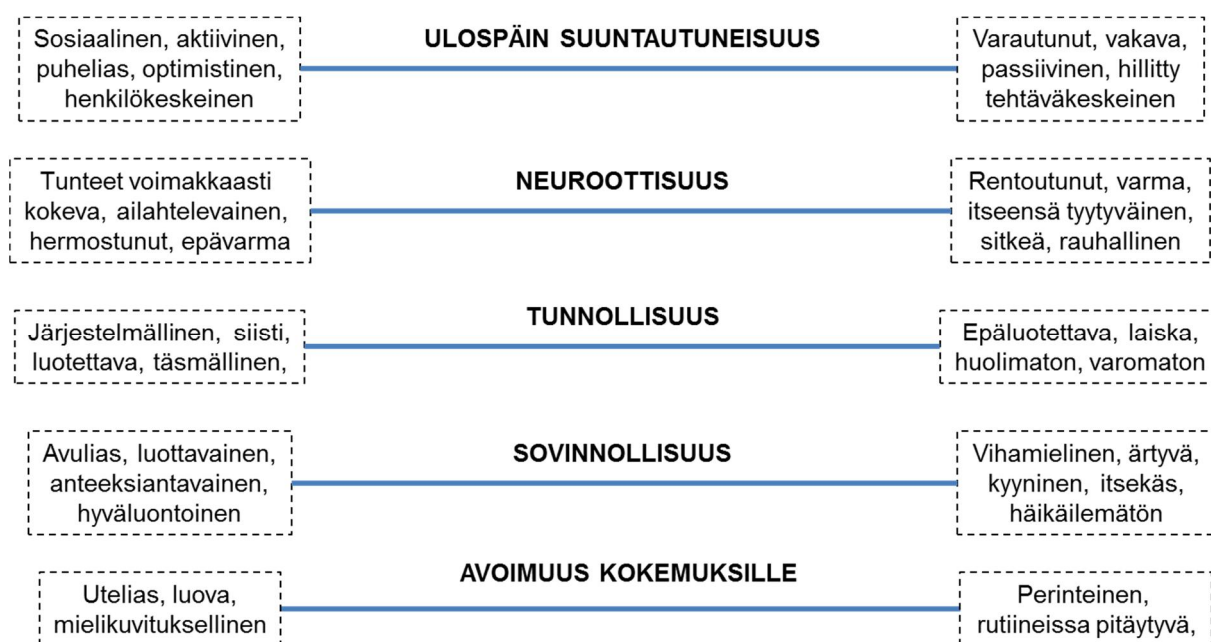 ULOSPÄIN SUUNTAUTUNEISUUS
Sosiaalinen, aktiivinen,
puhelias, optimistinen,
henkilökeskeinen
Varautunut, vakava,
passiivinen, hillitty
tehtäväkeskeinen
NEUROOTTISUUS
Tunteet voimakkaasti
kokeva, ailahtelevainen,
hermostunut, epävarma
Rentoutunut, varma,
itseensä tyytyväinen,
sitkeä, rauhallinen
TUNNOLLISUUS
Järjestelmällinen, siisti,
luotettava, täsmällinen,
Epäluotettava, laiska,
huolimaton, varomaton
SOVINNOLLISUUS
Avulias, luottavainen,
anteeksiantavainen,
hyväluontoinen
Vihamielinen, ärtyvä,
kyyninen, itsekäs,
häikäilemätön
AVOIMUUS KOKEMUKSILLE
Utelias, luova,
mielikuvituksellinen
Perinteinen,
rutiineissa pitäytyvä,